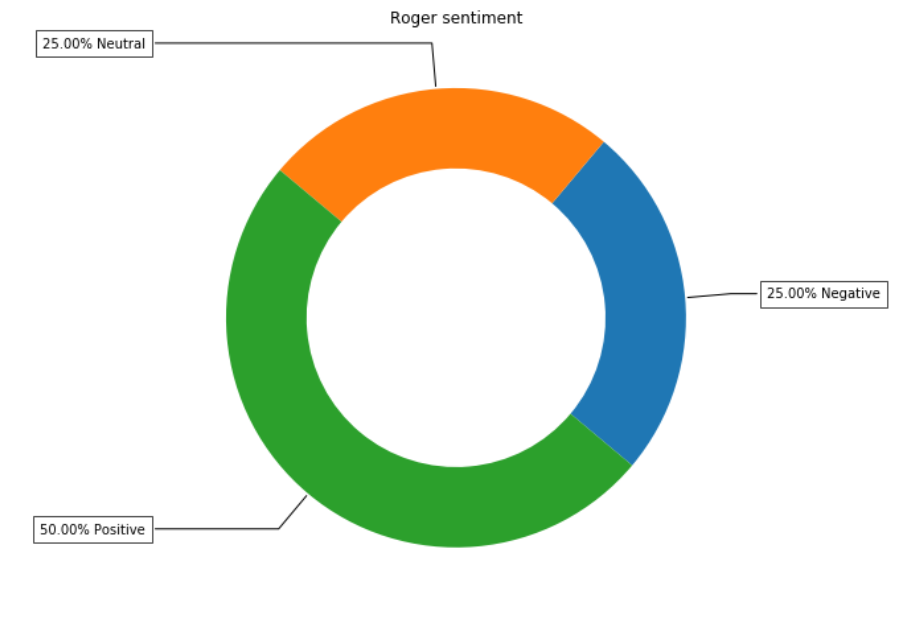 Roger sentiment
25.00% Neutral
25.00% Negative
50.00% Positive